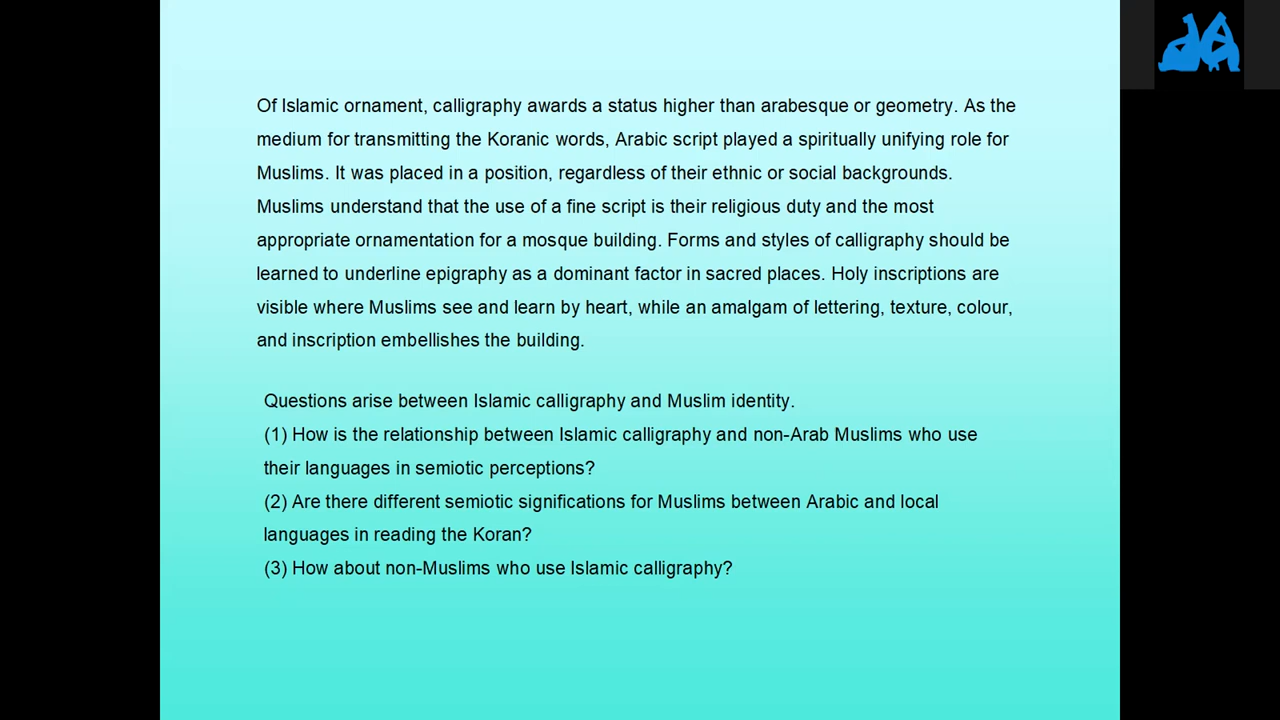 Of Islamic ornament, calligraphy awards a status higher than arabesque or geometry. As the
medium for transmitting the Koranic words, Arabic script played a spiritually unifying role for
Muslims. It was placed in a position, regardless of their ethnic or social backgrounds.
Muslims understand that the use of a fine script is their religious duty and the most
appropriate ornamentation for a mosque building. Forms and styles of calligraphy should be
learned to underline epigraphy as a dominant factor in sacred places. Holy inscriptions are
visible where Muslims see and learn by heart, while an amalgam of lettering, texture, colour,
and inscription embellishes the building.
Questions arise between Islamic calligraphy and Muslim identity.
(1) How is the relationship between Islamic calligraphy and non-Arab Muslims who use
their languages in semiotic perceptions?
(2) Are there different semiotic significations for Muslims between Arabic and local
languages in reading the Koran?
(3) How about non-Muslims who use Islamic calligraphy?